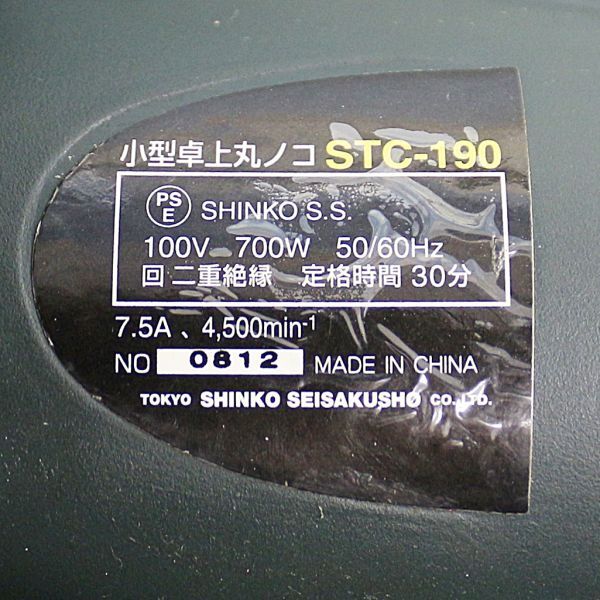 小型卓上丸ノコ STC-190
PS
E SHINKO S.S.
100V 700W 50/60Hz
回 二重絶縁 定格時間 30分
7.5A、4,500min-1
NO 0812 MADE IN CHINA
TOKYO SHINKO SEISAKUSHO CO.,LTD.